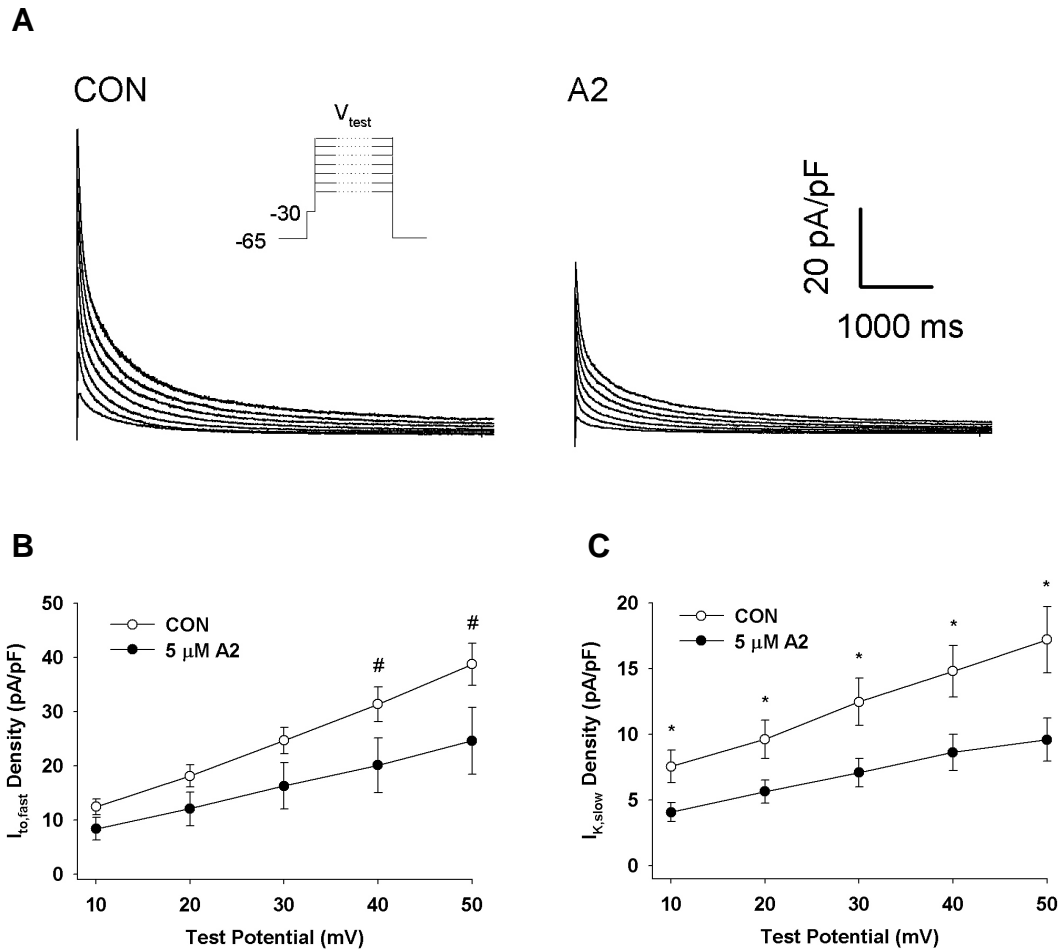 A
CON
A2
Vtest
-30
-65
20 pA/pF
1000 ms
B
C
50
40
30
20
10
0
Ito,fast Density (pA/pF)
CON
5 μM A2
#
#
10 20 30 40 50
Test Potential (mV)
20
15
10
5
0
IK,slow Density (pA/pF)
CON
5 μM A2
*
*
*
*
*
10 20 30 40 50
Test Potential (mV)